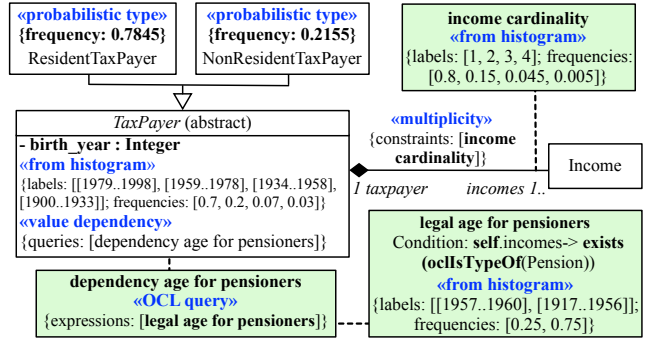 «probabilistic type»
{frequency: 0.7845}
ResidentTaxPayer
«probabilistic type»
{frequency: 0.2155}
NonResidentTaxPayer
income cardinality
«from histogram»
{labels: [1, 2, 3, 4]; frequencies:
[0.8, 0.15, 0.045, 0.005]}
TaxPayer (abstract)
- birth_year : Integer
«from histogram»
{labels: [[1979..1998], [1959..1978], [1934..1958],
[1900..1933]]; frequencies: [0.7, 0.2, 0.07, 0.03]}
«value dependency»
{queries: [dependency age for pensioners]}
«multiplicity»
{constraints: [income
cardinality]}
1 taxpayer
incomes 1..
Income
dependency age for pensioners
«OCL query»
{expressions: [legal age for pensioners]}
legal age for pensioners
Condition: self.incomes-> exists
(oclIsTypeOf(Pension))
«from histogram»
{labels: [[1957..1960], [1917..1956]];
frequencies: [0.25, 0.75]}